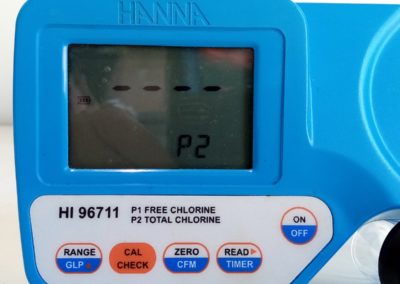 HANNA
- - - -
P2
HI 96711
P1 FREE CHLORINE
P2 TOTAL CHLORINE
ON
OFF
RANGE
GLP
CAL
CHECK
ZERO
CFM
READ
TIMER